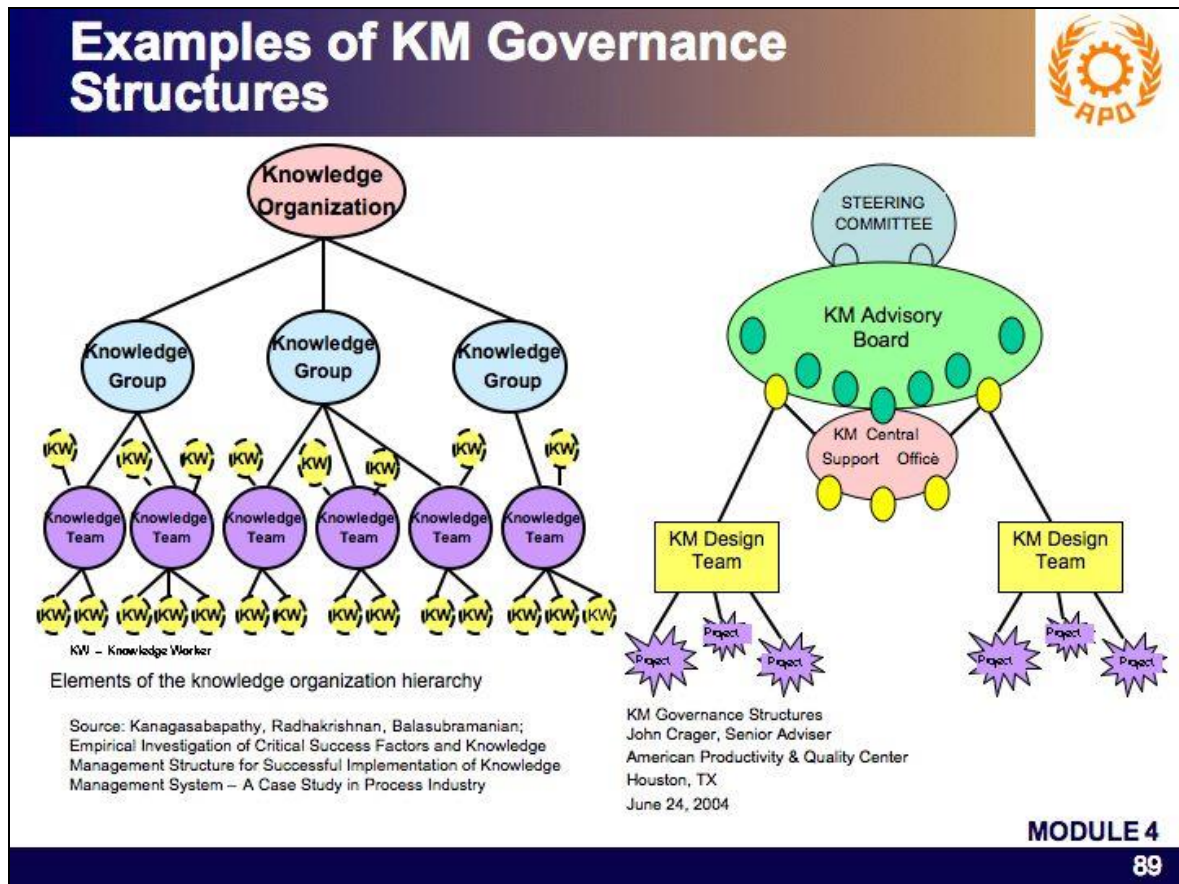 Examples of KM Governance
Structures
APO
Knowledge
Organization
Knowledge
Group
Knowledge
Group
Knowledge
Group
KW
KW
KW
KW
KW
KW
KW
KW
Knowledge
Team
Knowledge
Team
Knowledge
Team
Knowledge
Team
Knowledge
Team
Knowledge
Team
KW
KW
KW
KW
KW
KW
KW
KW
KW
KW
KW
KW
KW
KW
KW – Knowledge Worker
Elements of the knowledge organization hierarchy
Source: Kanagasabapathy, Radhakrishnan, Balasubramanian;
Empirical Investigation of Critical Success Factors and Knowledge
Management Structure for Successful Implementation of Knowledge
Management System – A Case Study in Process Industry
STEERING
COMMITTEE
KM Advisory
Board
KM Central
Support Office
KM Design
Team
KM Design
Team
Project
Project
Project
Project
Project
Project
KM Governance Structures
John Crager, Senior Adviser
American Productivity & Quality Center
Houston, TX
June 24, 2004
MODULE 4
89